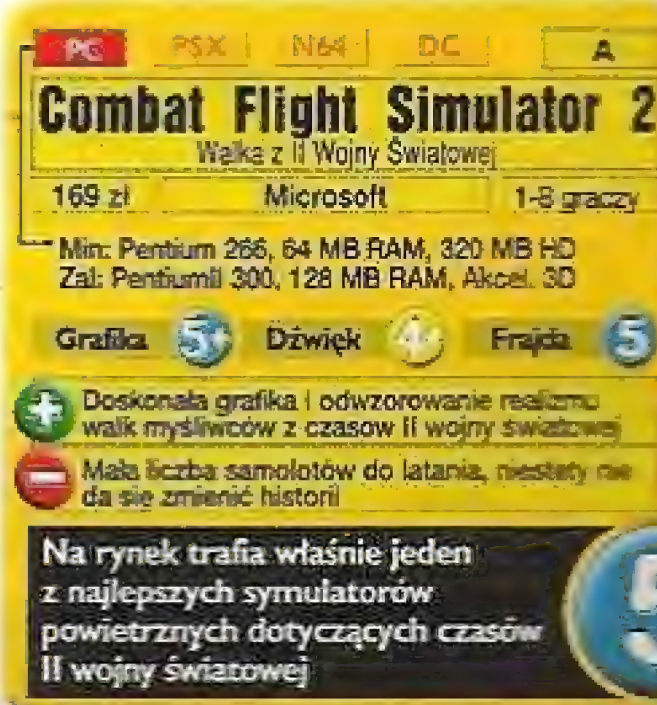 PC PSX N64 DC A
Combat Flight Simulator 2
Walka z II Wojny Światowej
169 zł Microsoft 1-8 graczy
Min: Pentium 266, 64 MB RAM, 320 MB HD
Zal: PentiumII 300, 128 MB RAM, Akcel. 3D
Grafika 5+ Dźwięk 4+ Frajda 5
Doskonała grafika i odwzorowanie realizmu
walk myśliwców z czasow II wojny światowej
Mała liczba samolotów do latania, niestety nie
da się zmienić historii
Na rynek trafia właśnie jeden
z najlepszych symulatorów
powietrznych dotyczących czasów
II wojny światowej